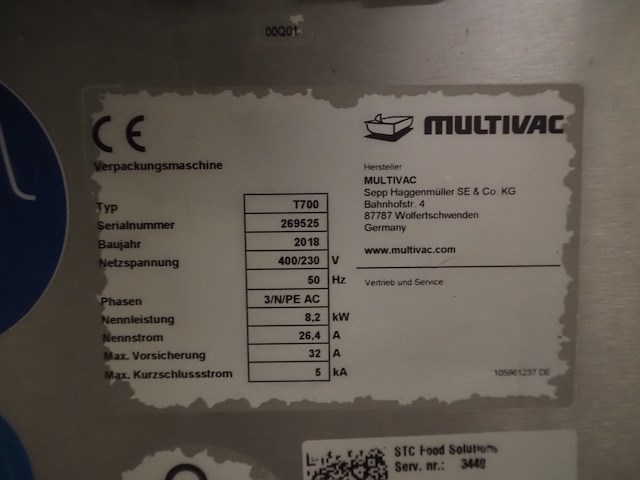 00Q01
CE
MULTIVAC
Verpackungsmaschine
Hersteller
MULTIVAC
Sepp Haggenmüller SE & Co. KG
Bahnhofstr. 4
87787 Wolfertschwenden
Germany
www.multivac.com
Vertrieb und Service
Typ T700
Serialnummer 269525
Baujahr 2018
Netzspannung 400/230 V
50 Hz
Phasen 3/N/PE AC
Nennleistung 8,2 kW
Nennstrom 26,4 A
Max. Vorsicherung 32 A
Max. Kurzschlussstrom 5 kA
105961237 DE
STC Food Solutions
Serv. nr.: 3449